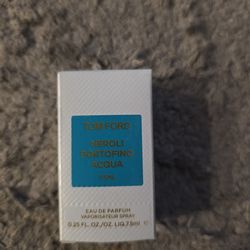 TOM FORD
NEROLI
PORTOFINO
ACQUA
EAU DE PARFUM
VAPORISATEUR SPRAY
0.25 FL.OZ./OZ. LIQ. 7.5ml